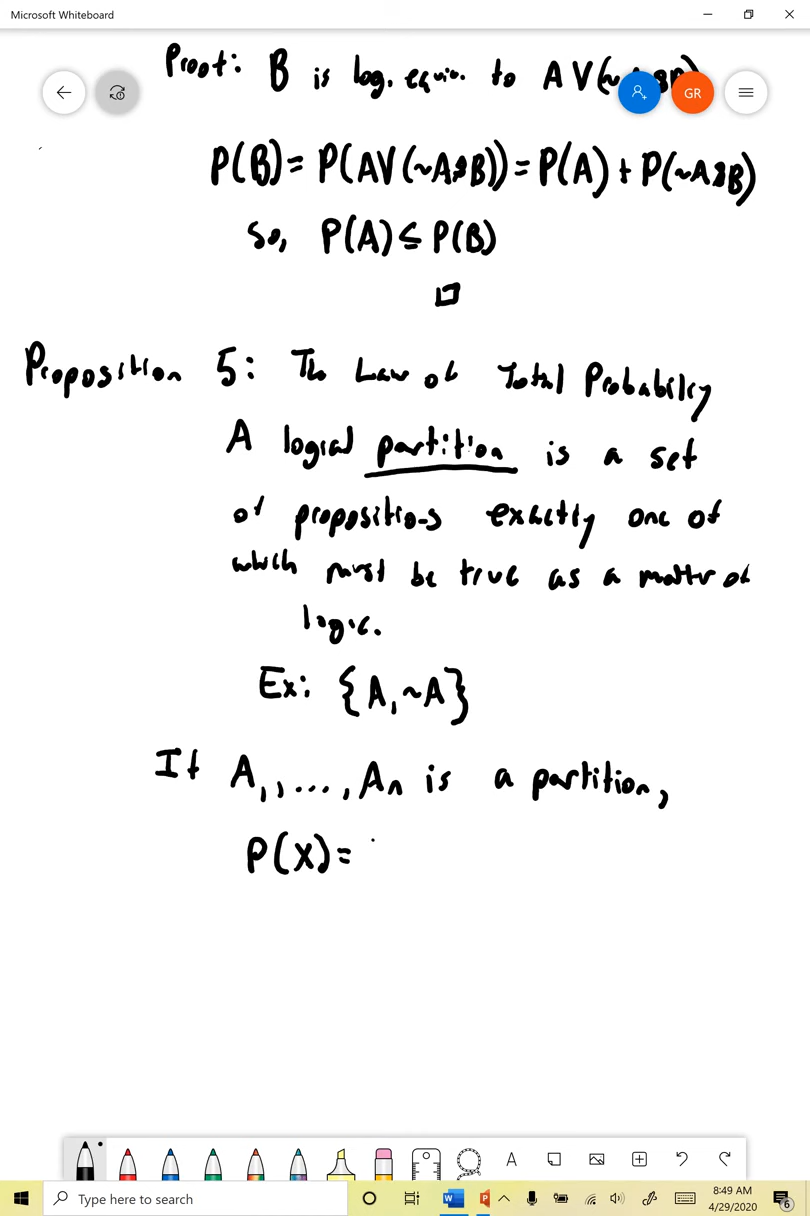 Microsoft Whiteboard
Proof: B is log. equiv. to A V (~A&B)
GR
P(B) = P(A V (~A&B)) = P(A) + P(~A&B)
So, P(A) ≤ P(B)
Proposition 5: The Law of Total Probability
A logical partition is a set
of propositions exactly one of
which must be true as a matter of
logic.
Ex: {A, ~A}
If A₁, ..., Aₙ is a partition,
P(X) =
A
Type here to search
8:49 AM
4/29/2020
6